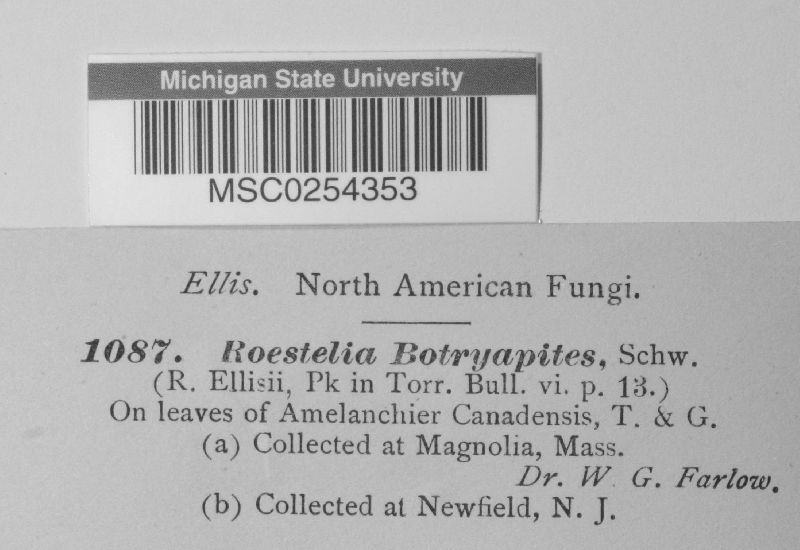 Michigan State University
MSC0254353
Ellis. North American Fungi.
1087. Roestelia Botryapites, Schw.
(R. Ellisii, Pk in Torr. Bull. vi. p. 13.)
On leaves of Amelanchier Canadensis, T. & G.
(a) Collected at Magnolia, Mass.
Dr. W. G. Farlow.
(b) Collected at Newfield, N. J.